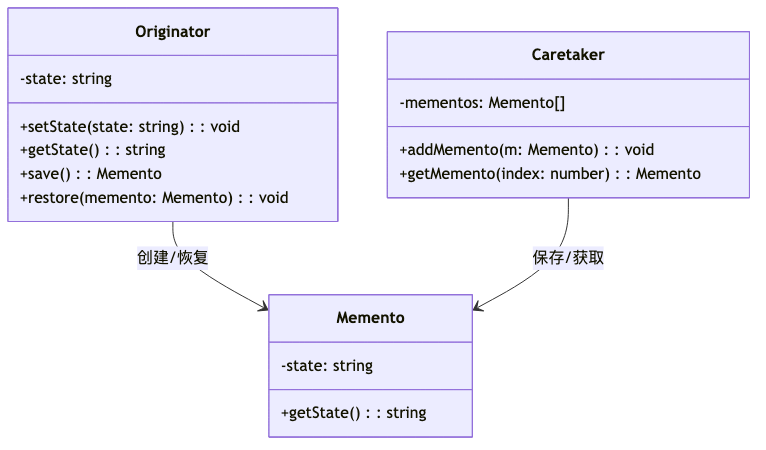 Originator
-state: string
+setState(state: string) : : void
+getState() : : string
+save() : : Memento
+restore(memento: Memento) : : void
Caretaker
-mementos: Memento[]
+addMemento(m: Memento) : : void
+getMemento(index: number) : : Memento
创建/恢复
保存/获取
Memento
-state: string
+getState() : : string